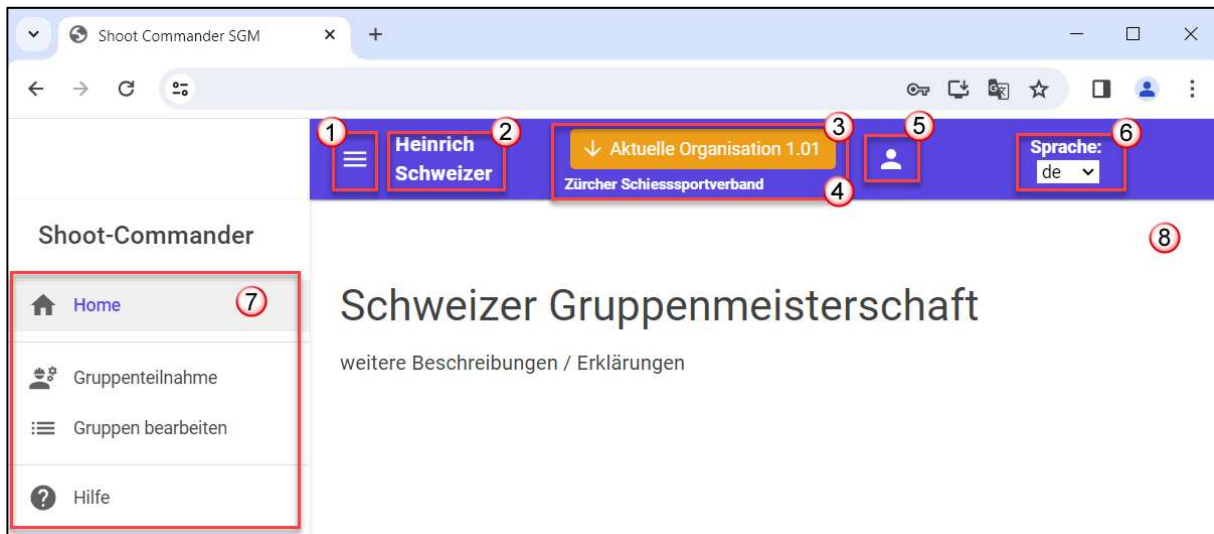 Shoot Commander SGM
1
2
3
4
5
6
Heinrich
Schweizer
Aktuelle Organisation 1.01
Zürcher Schiesssportverband
Sprache:
de
Shoot-Commander
7
8
Home
Gruppenteilnahme
Gruppen bearbeiten
Hilfe
Schweizer Gruppenmeisterschaft
weitere Beschreibungen / Erklärungen